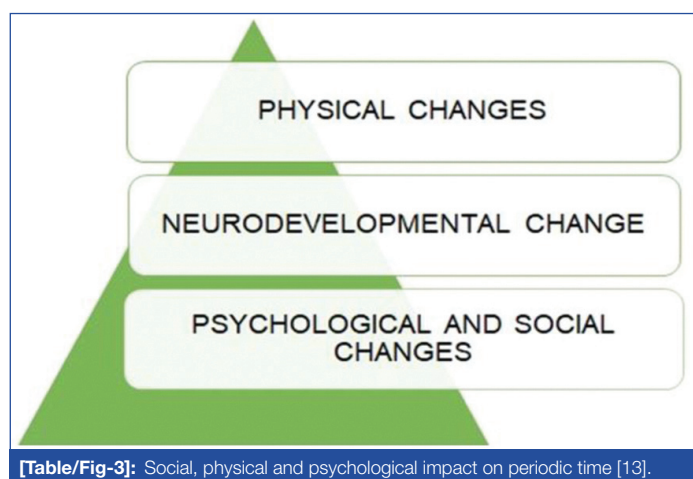 PHYSICAL CHANGES
NEURODEVELOPMENTAL CHANGE
PSYCHOLOGICAL AND SOCIAL
CHANGES
[Table/Fig-3]: Social, physical and psychological impact on periodic time [13].